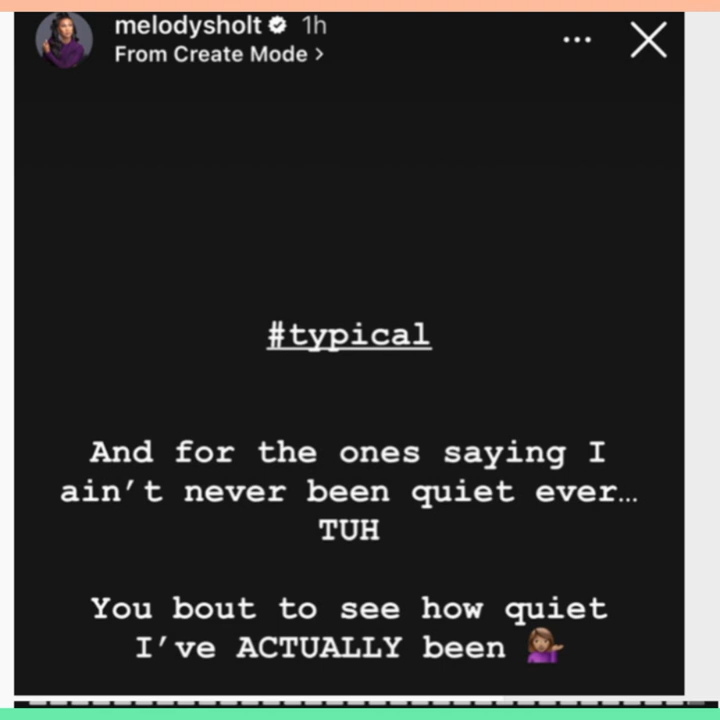 melodysholt 1h
From Create Mode >
#typical
And for the ones saying I
ain't never been quiet ever…
TUH
You bout to see how quiet
I've ACTUALLY been 💁🏽‍♀️